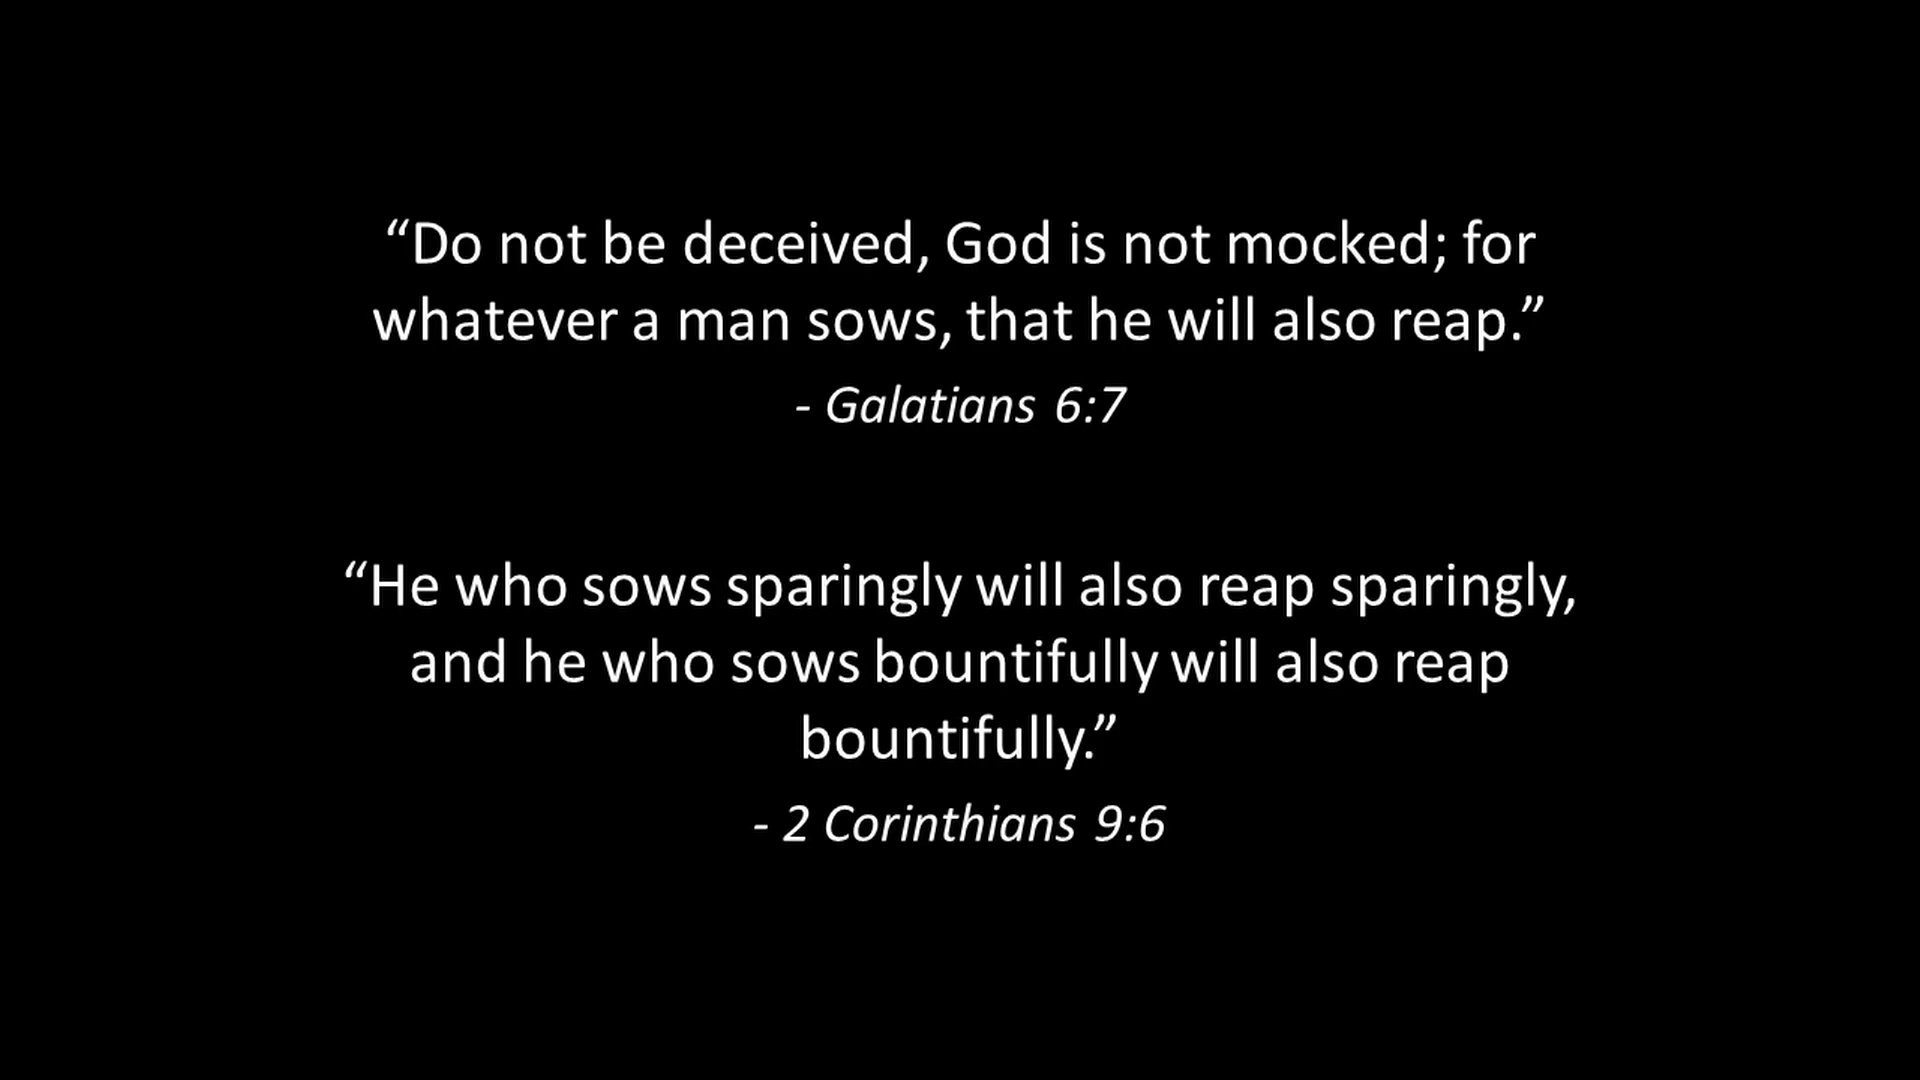 “Do not be deceived, God is not mocked; for
whatever a man sows, that he will also reap.”
- Galatians 6:7
“He who sows sparingly will also reap sparingly,
and he who sows bountifully will also reap
bountifully.”
- 2 Corinthians 9:6